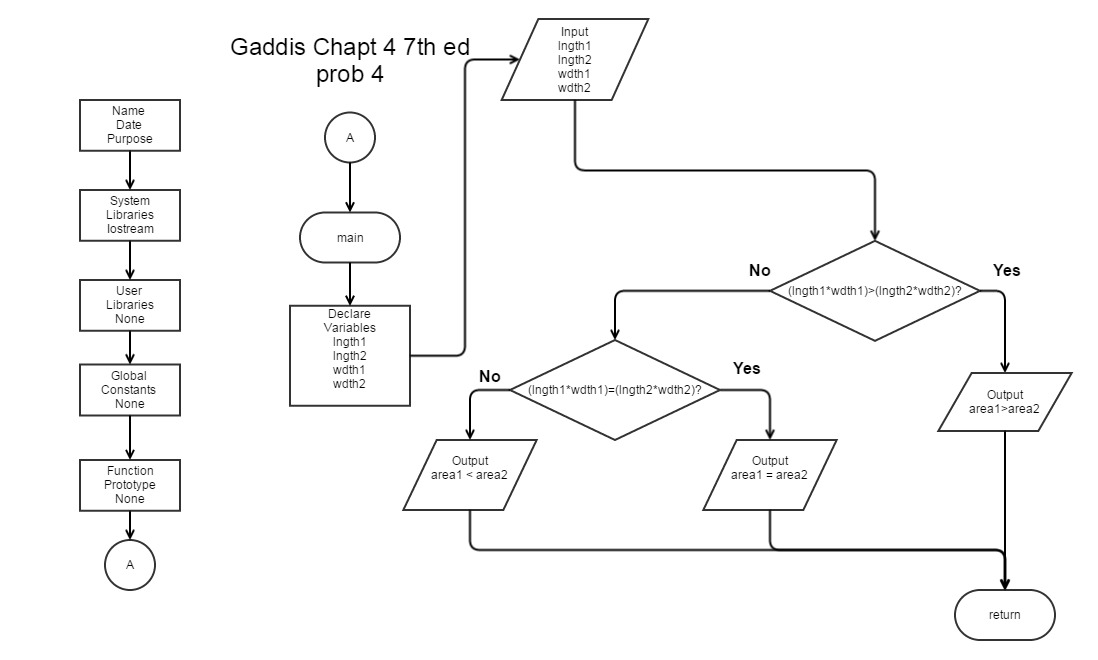 Gaddis Chapt 4 7th ed
prob 4
Name
Date
Purpose
System
Libraries
Iostream
User
Libraries
None
Global
Constants
None
Function
Prototype
None
A
A
main
Declare
Variables
lngth1
lngth2
wdth1
wdth2
Input
lngth1
lngth2
wdth1
wdth2
(lngth1*wdth1)>(lngth2*wdth2)?
No
Yes
(lngth1*wdth1)=(lngth2*wdth2)?
No
Yes
Output
area1 < area2
Output
area1 = area2
Output
area1>area2
return